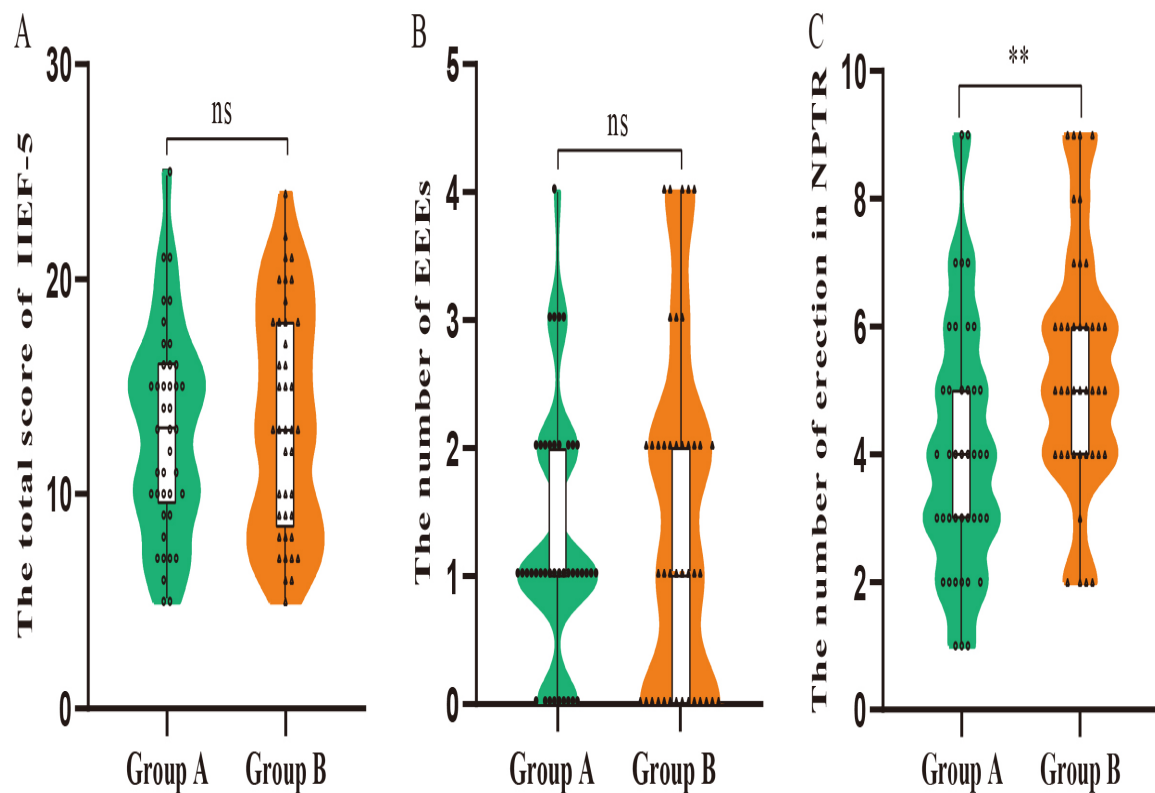 A
The total score of IIEF-5
30
20
10
0
ns
Group A
Group B
B
The number of EEEs
5
4
3
2
1
0
ns
Group A
Group B
C
The number of erection in NPTR
10
8
6
4
2
0
**
Group A
Group B